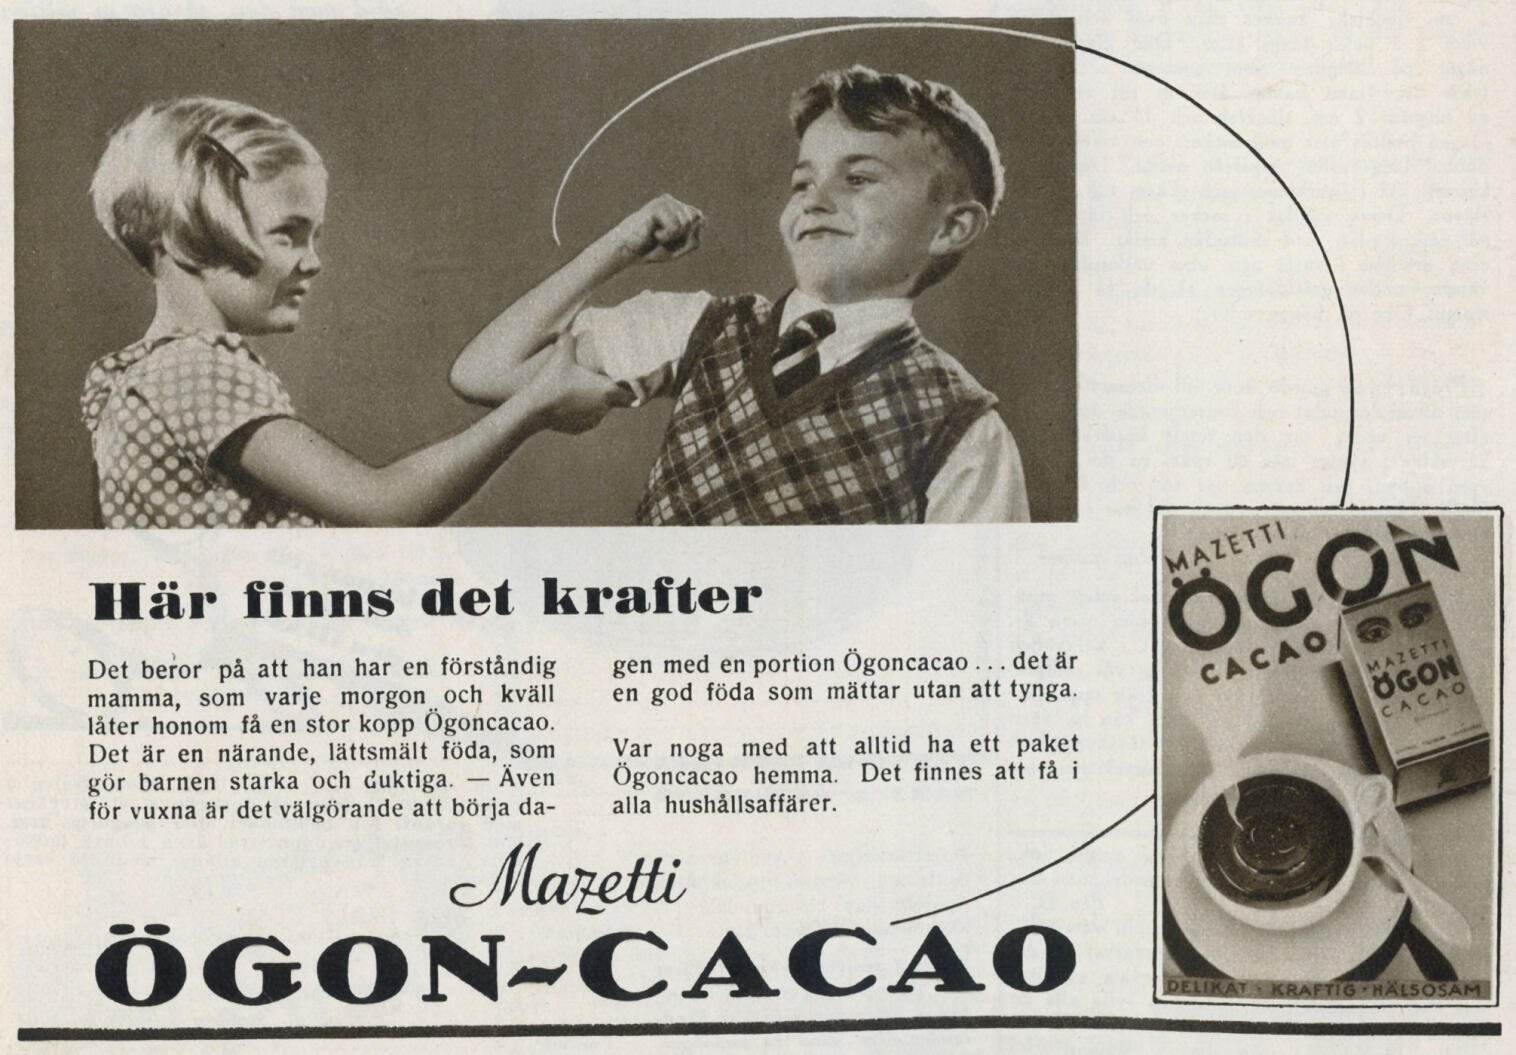 Här finns det krafter
Det beror på att han har en förståndig
mamma, som varje morgon och kväll
låter honom få en stor kopp Ögoncacao.
Det är en närande, lättsmält föda, som
gör barnen starka och duktiga. — Även
för vuxna är det välgörande att börja da-
gen med en portion Ögoncacao ... det är
en god föda som mättar utan att tynga.
Var noga med att alltid ha ett paket
Ögoncacao hemma. Det finnes att få i
alla hushållsaffärer.
Mazetti
ÖGON-CACAO
MAZETTI
ÖGON
CACAO
MAZETTI
ÖGON
CACAO
DELIKAT · KRAFTIG · HÄLSOSAM